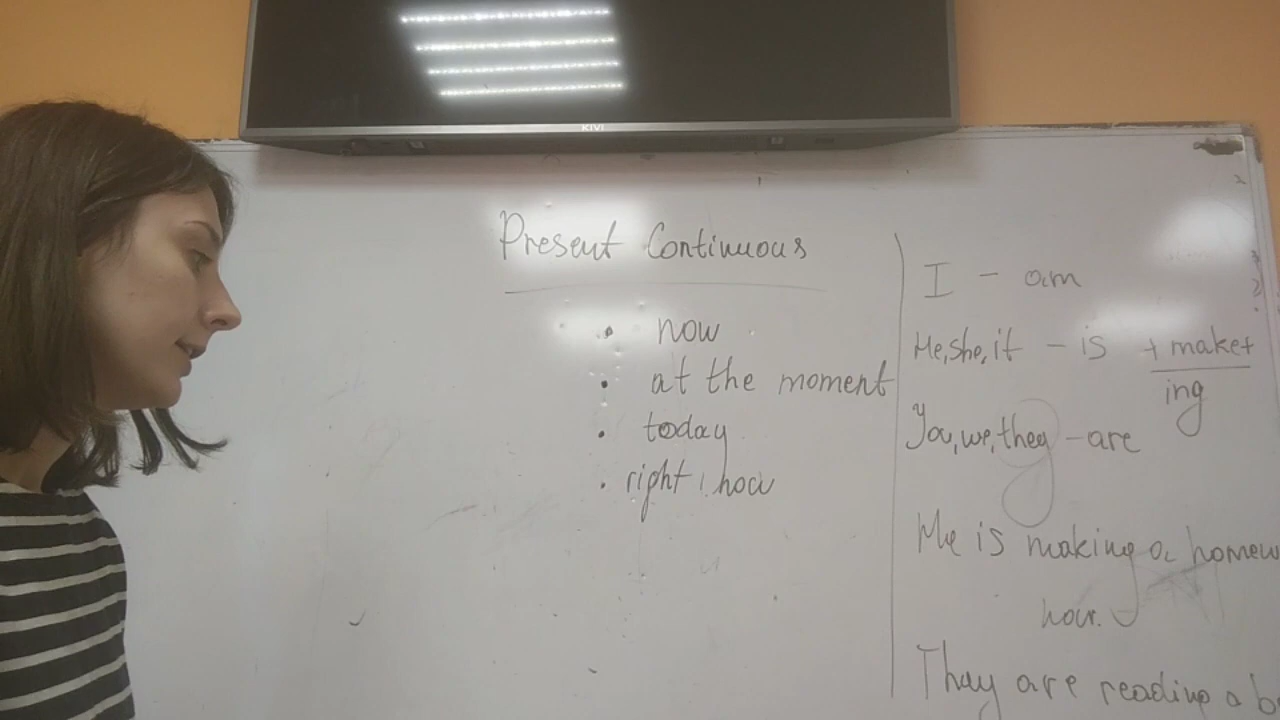 KIVI
Present Continuous
• now
• at the moment
• today
• right now
I - am
He, she, it - is + make+
ing
You, we, they - are
He is making a homew
now.
They are reading a b